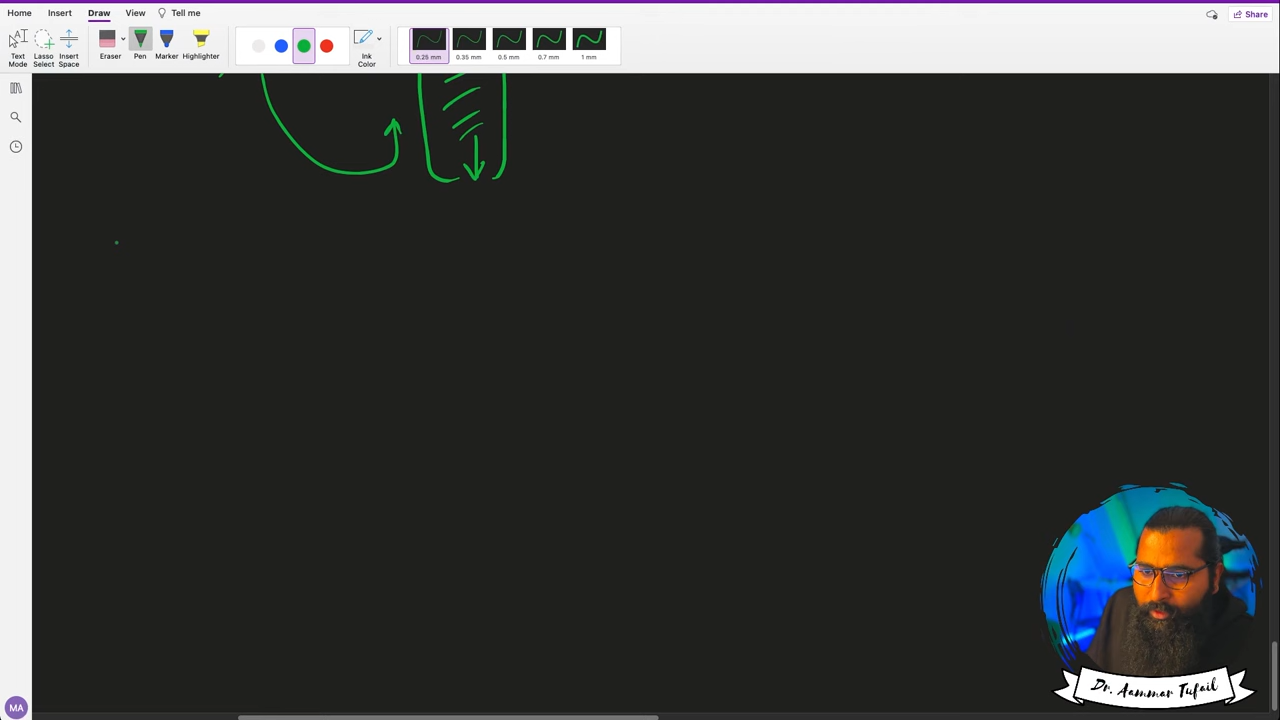 Home Insert Draw View Tell me
Share
Text Mode
Lasso Select
Insert Space
Eraser
Pen
Marker
Highlighter
Ink Color
0.25 mm
0.35 mm
0.5 mm
0.7 mm
1 mm
MA
Dr. Aammar Tufail